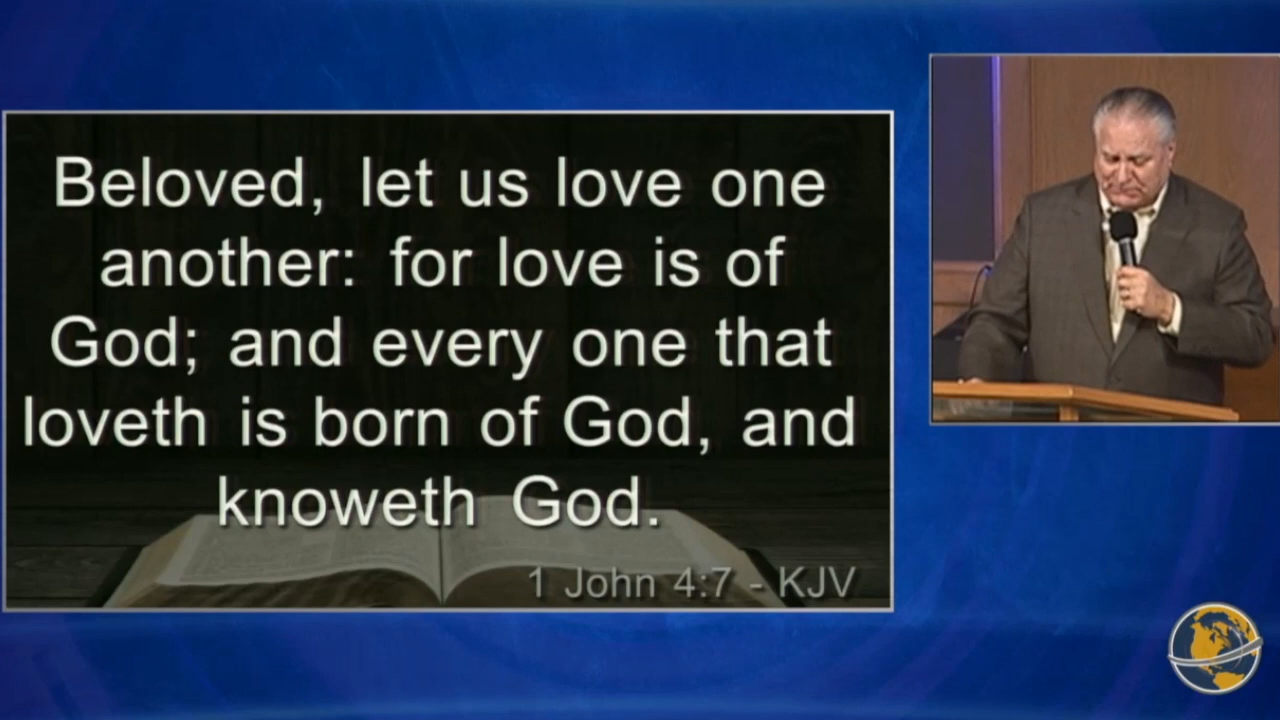 Beloved, let us love one
another: for love is of
God; and every one that
loveth is born of God, and
knoweth God.
1 John 4:7 - KJV